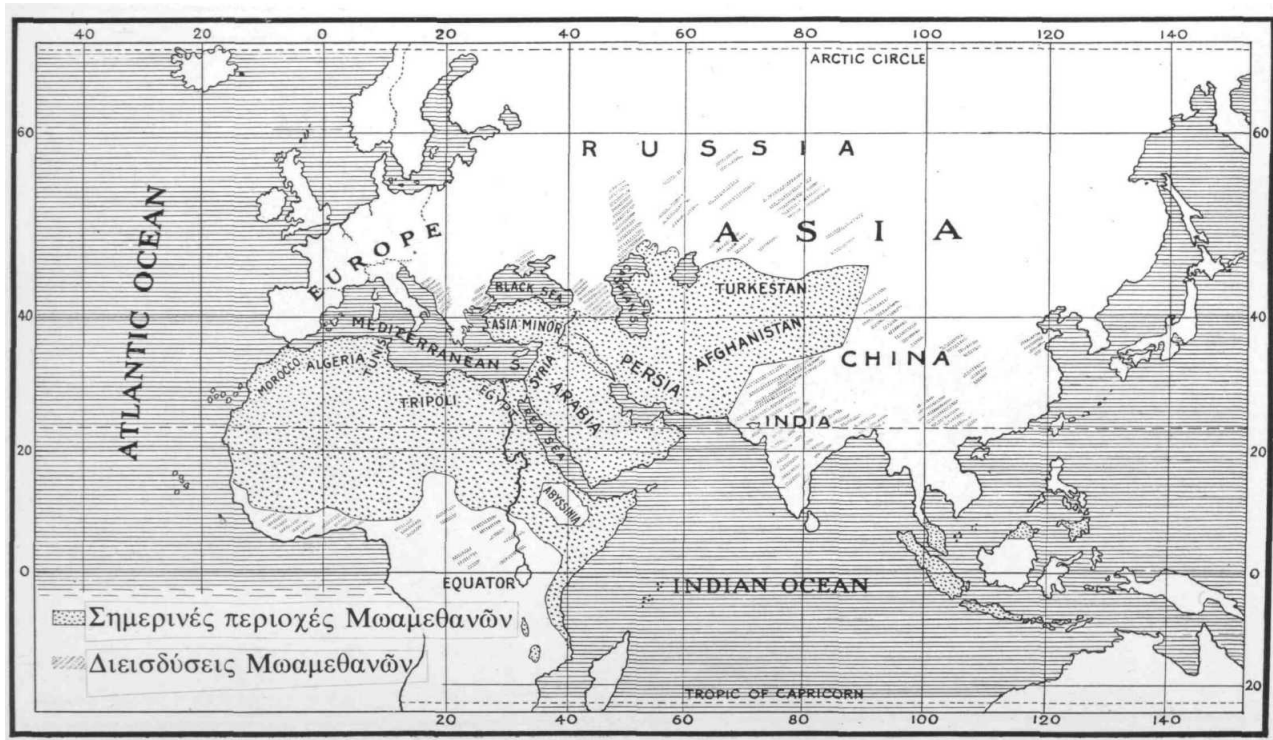 40 20 0 20 40 60 80 100 120 140
ARCTIC CIRCLE
60 60
RUSSIA
ASIA
EUROPE
ATLANTIC OCEAN
BLACK SEA
CASPIAN S.
TURKESTAN
40 40
ASIA MINOR
MEDITERRANEAN S.
AFGHANISTAN
CHINA
PERSIA
SYRIA
MOROCCO
ALGERIA
TUNIS
TRIPOLI
EGYPT
ARABIA
RED SEA
INDIA
20 20
ABYSSINIA
0 0
EQUATOR
INDIAN OCEAN
Σημερινές περιοχές Μωαμεθανῶν
Διεισδύσεις Μωαμεθανῶν
TROPIC OF CAPRICORN
20
20 40 60 80 100 120 140